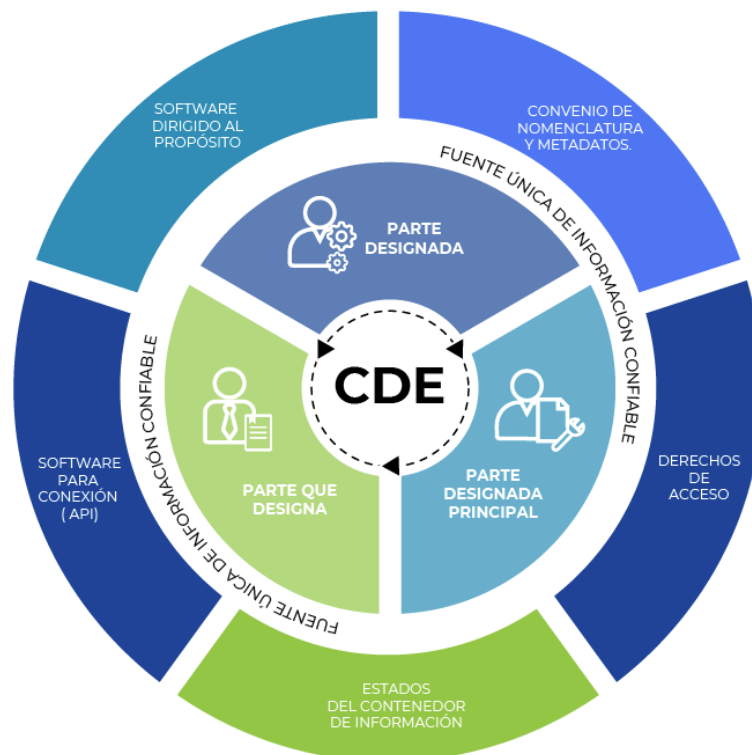 SOFTWARE
DIRIGIDO AL
PROPÓSITO
CONVENIO DE
NOMENCLATURA
Y METADATOS.
FUENTE ÚNICA DE INFORMACIÓN CONFIABLE
PARTE
DESIGNADA
CDE
PARTE QUE
DESIGNA
PARTE
DESIGNADA
PRINCIPAL
FUENTE ÚNICA DE INFORMACIÓN CONFIABLE
SOFTWARE
PARA
CONEXIÓN
( API)
DERECHOS
DE
ACCESO
ESTADOS
DEL CONTENEDOR
DE INFORMACIÓN